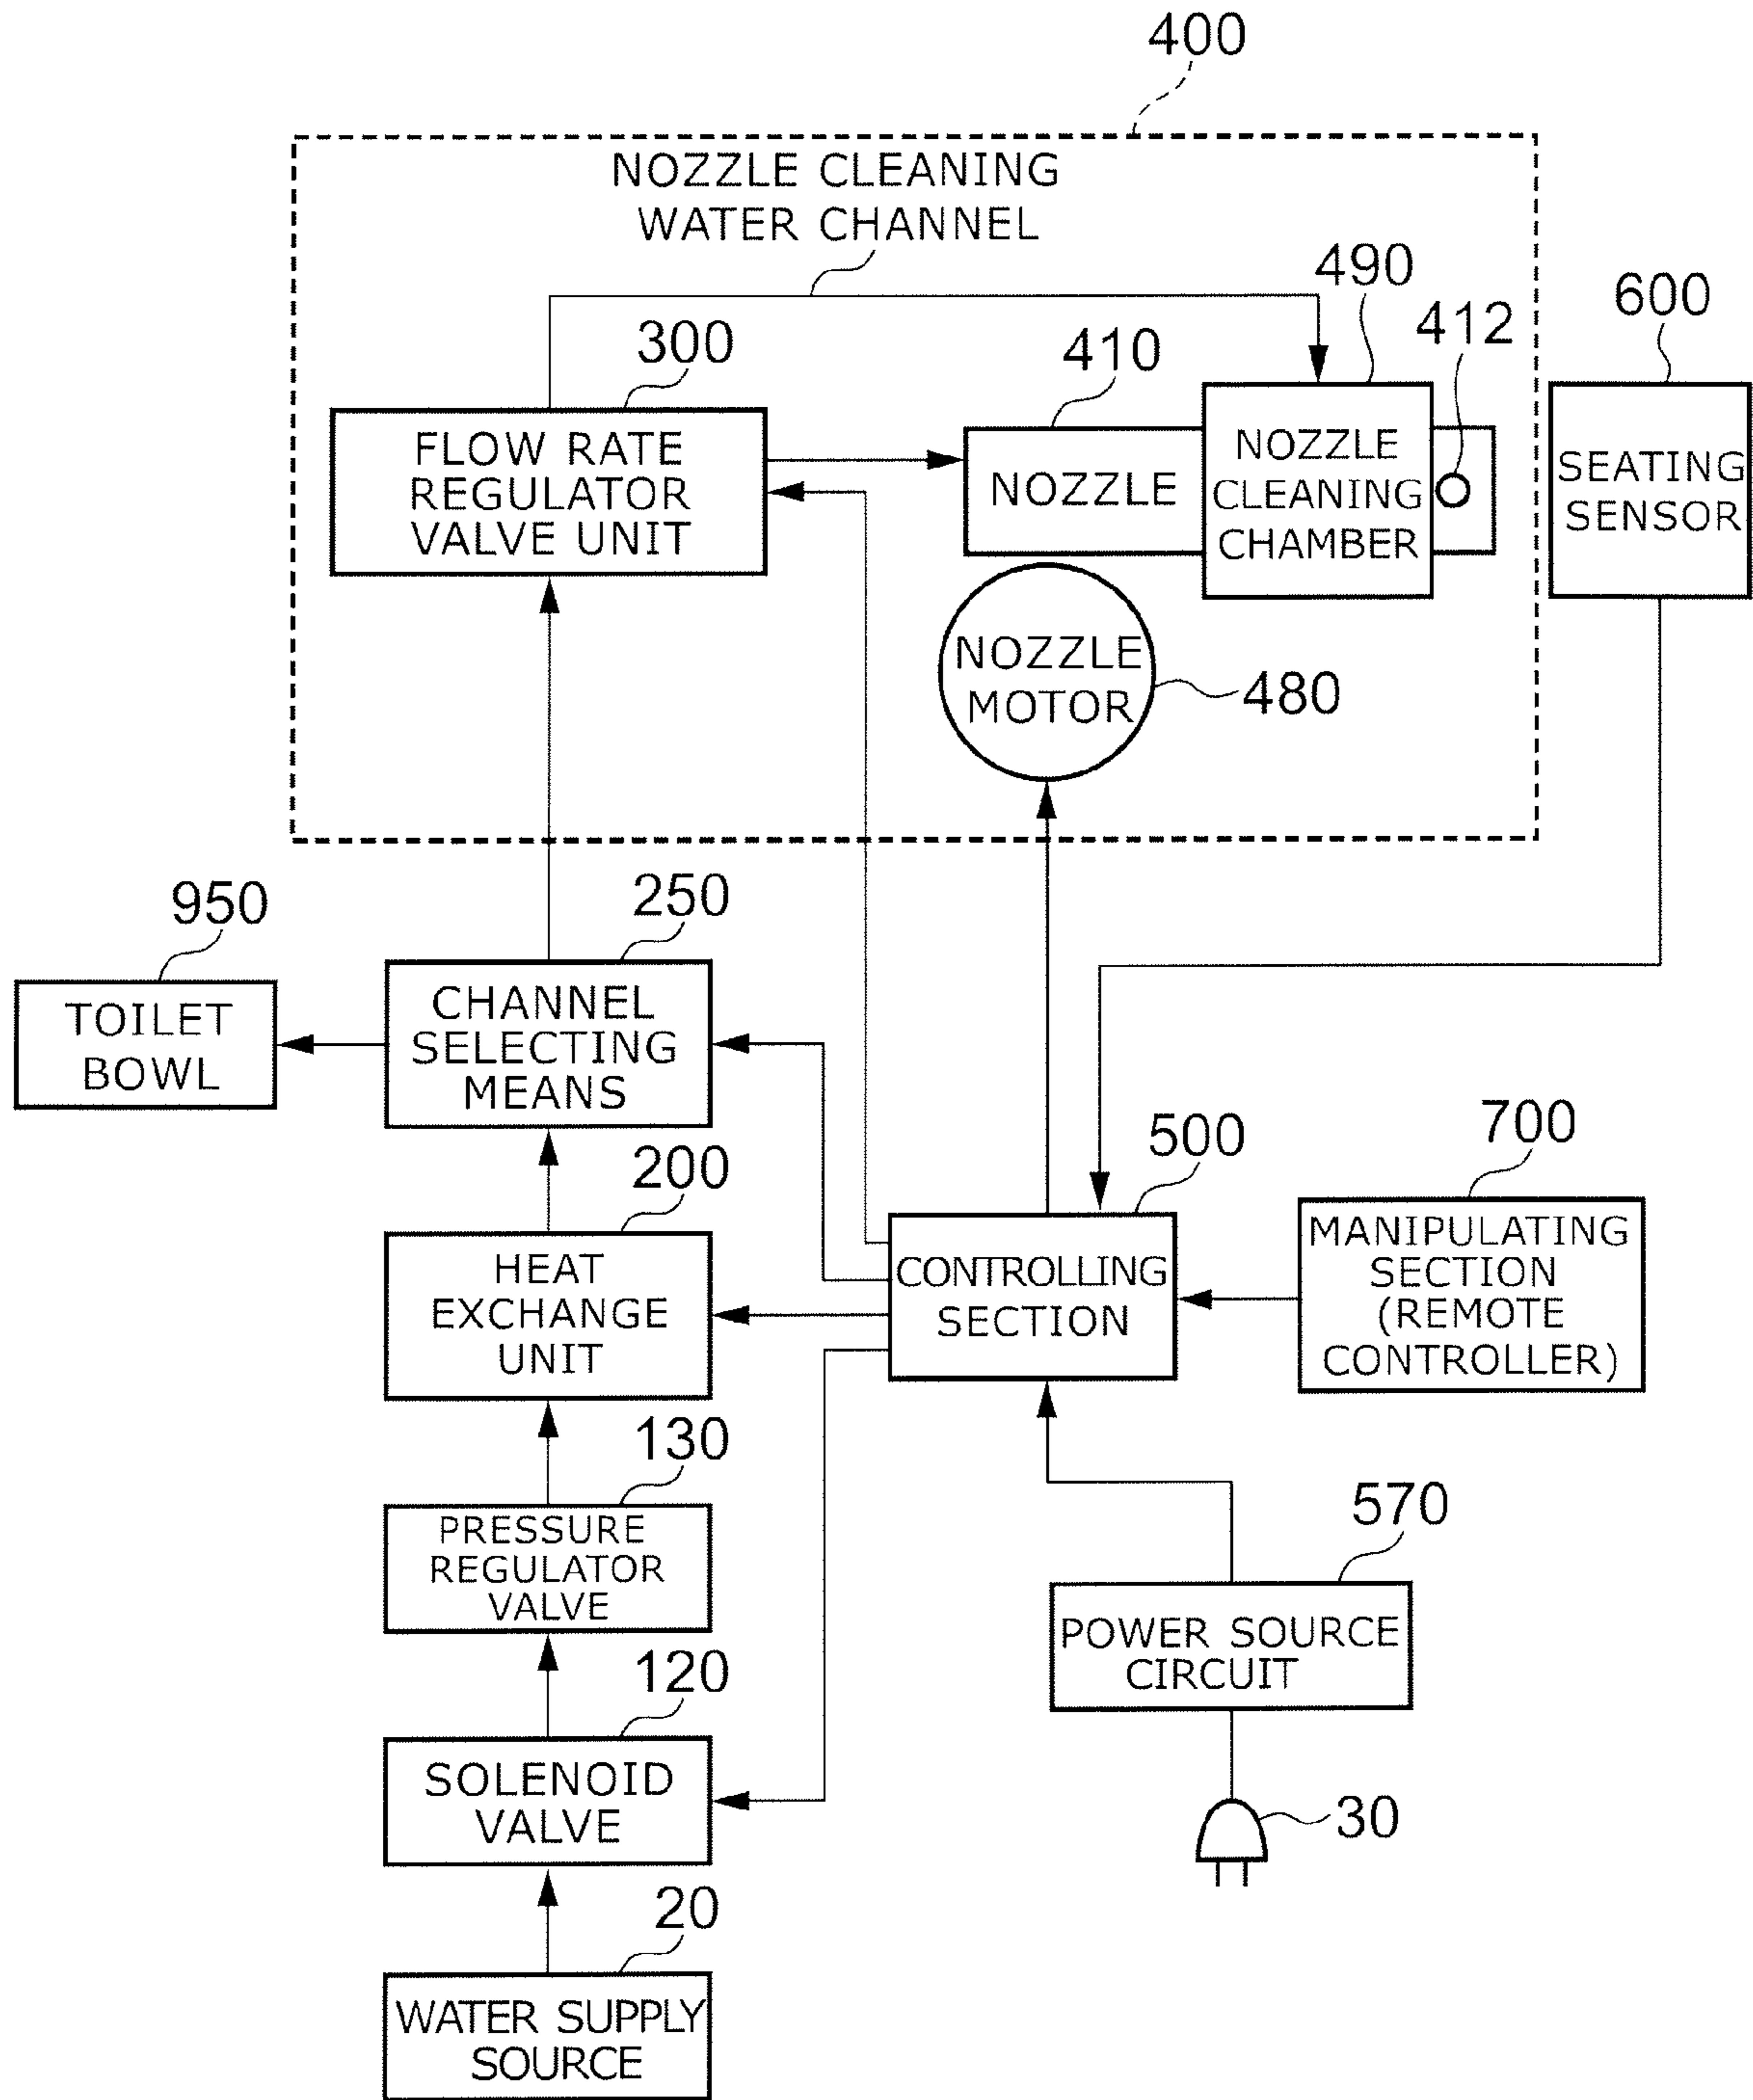 400
NOZZLE CLEANING
WATER CHANNEL
490
600
412
300
410
FLOW RATE
REGULATOR
VALVE UNIT
NOZZLE
NOZZLE
CLEANING
CHAMBER
SEATING
SENSOR
NOZZLE
MOTOR
480
950
250
TOILET
BOWL
CHANNEL
SELECTING
MEANS
200
500
700
HEAT
EXCHANGE
UNIT
CONTROLLING
SECTION
MANIPULATING
SECTION
(REMOTE
CONTROLLER)
130
570
PRESSURE
REGULATOR
VALVE
POWER SOURCE
CIRCUIT
120
SOLENOID
VALVE
30
20
WATER SUPPLY
SOURCE